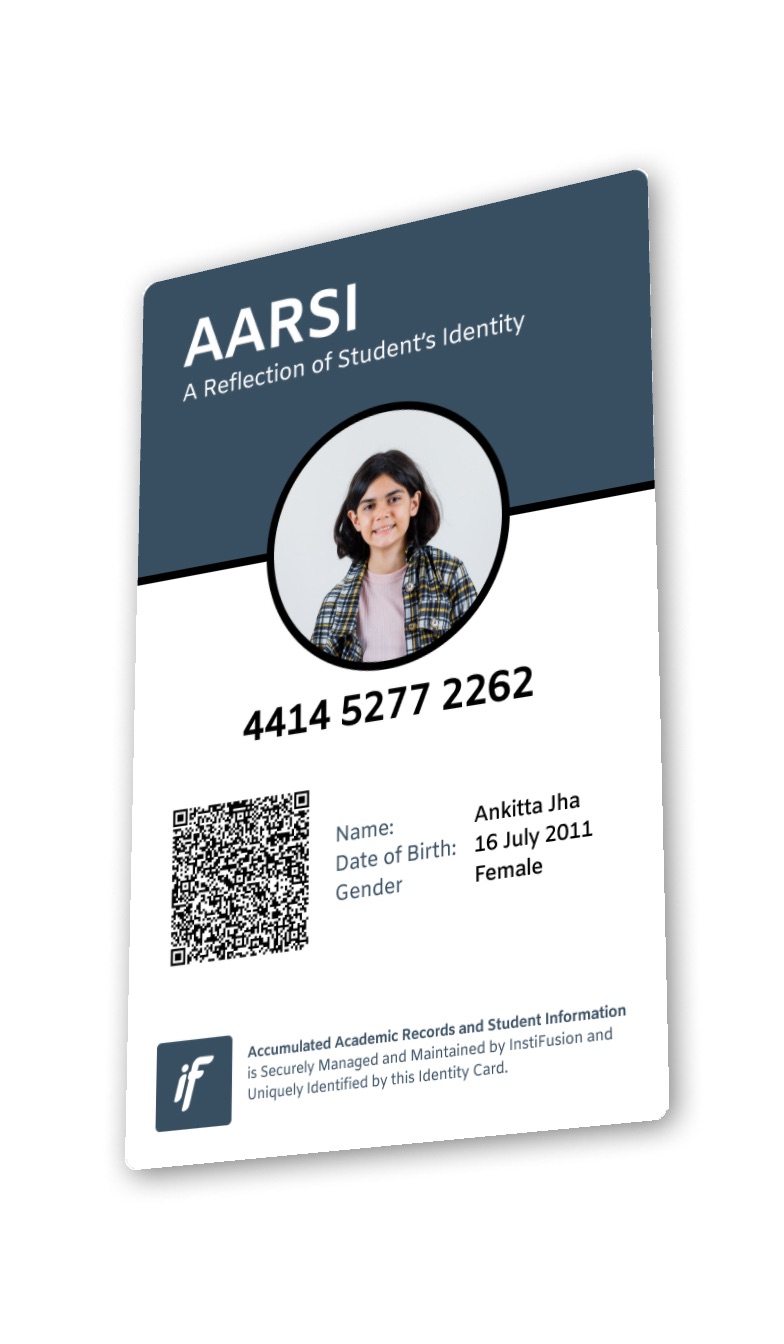 AARSI
A Reflection of Student's Identity
4414 5277 2262
Name: Ankitta Jha
Date of Birth: 16 July 2011
Gender Female
if
Accumulated Academic Records and Student Information
is Securely Managed and Maintained by InstiFusion and
Uniquely Identified by this Identity Card.